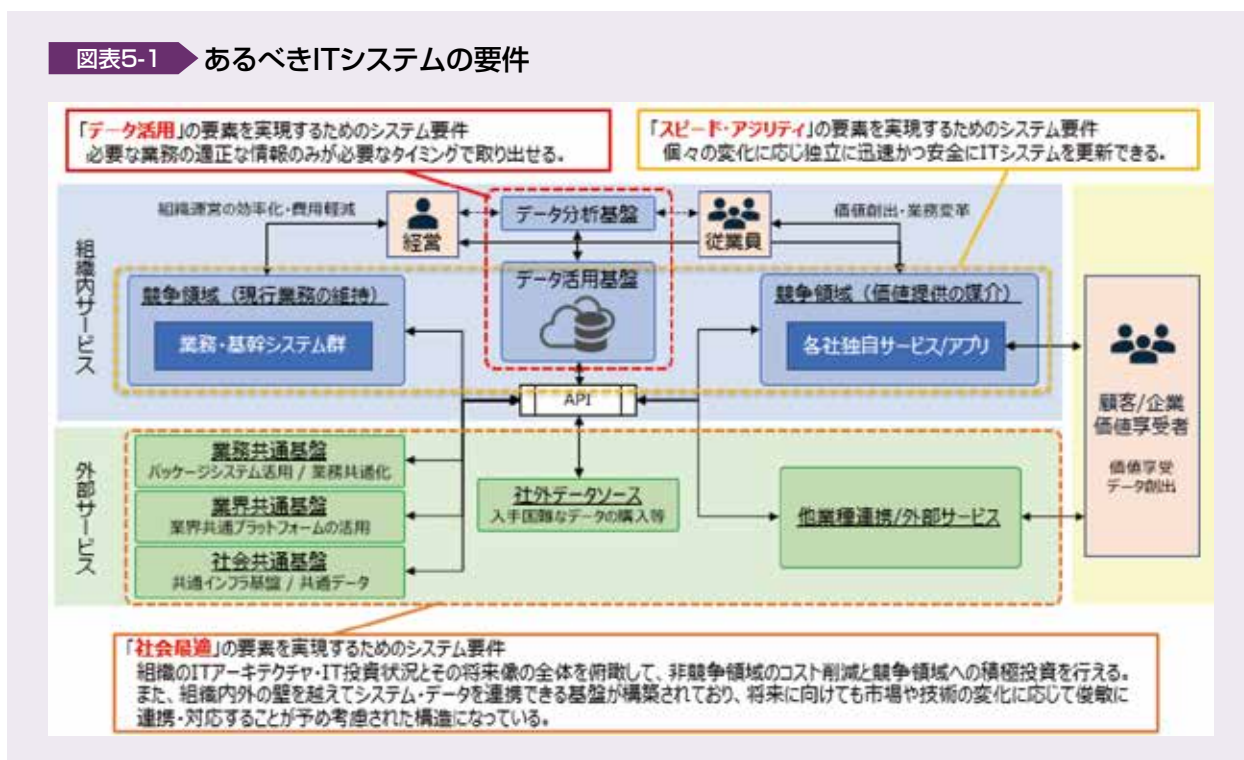 図表5-1 あるべきITシステムの要件
「データ活用」の要素を実現するためのシステム要件
必要な業務の適正な情報のみが必要なタイミングで取り出せる。
「スピード・アジリティ」の要素を実現するためのシステム要件
個々の変化に応じ独立に迅速かつ安全にITシステムを更新できる。
組織内サービス
組織運営の効率化・費用軽減
経営
データ分析基盤
従業員
価値創出・業務変革
競争領域（現行業務の維持）
業務・基幹システム群
データ活用基盤
競争領域（価値提供の媒介）
各社独自サービス/アプリ
API
顧客/企業
価値享受者
価値享受
データ創出
外部サービス
業務共通基盤
パッケージシステム活用 / 業務共通化
業界共通基盤
業界共通プラットフォームの活用
社会共通基盤
共通インフラ基盤 / 共通データ
社外データソース
入手困難なデータの購入等
他業種連携/外部サービス
「社会最適」の要素を実現するためのシステム要件
組織のITアーキテクチャ・IT投資状況とその将来像の全体を俯瞰して、非競争領域のコスト削減と競争領域への積極投資を行える。
また、組織内外の壁を越えてシステム・データを連携できる基盤が構築されており、将来に向けても市場や技術の変化に応じて俊敏に
連携・対応することが予め考慮された構造になっている。